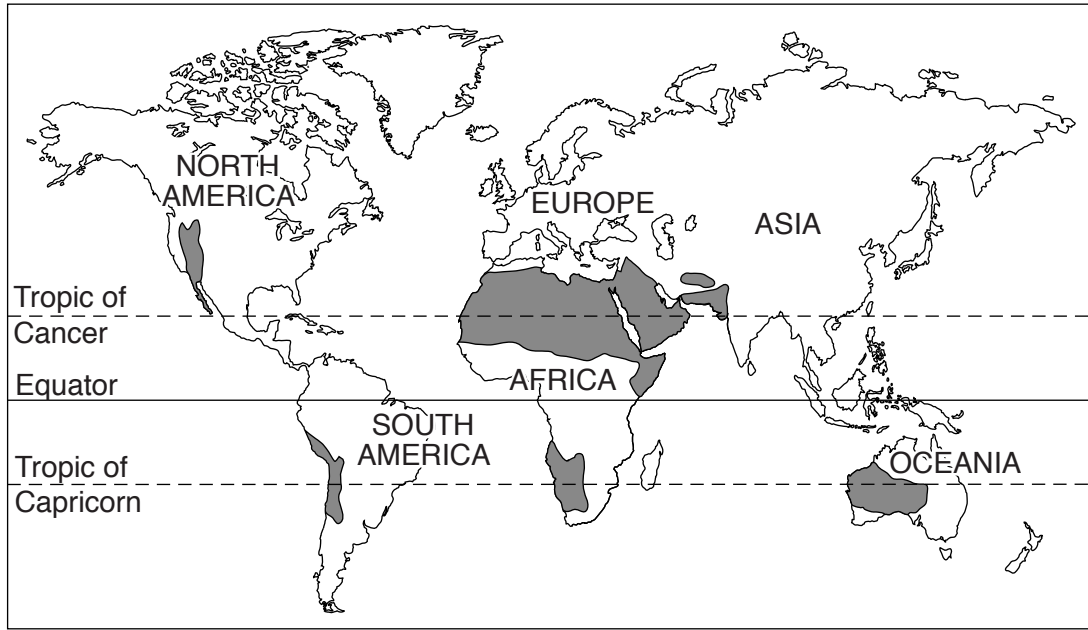 NORTH
AMERICA
EUROPE
ASIA
Tropic of
Cancer
Equator
AFRICA
SOUTH
AMERICA
Tropic of
Capricorn
OCEANIA